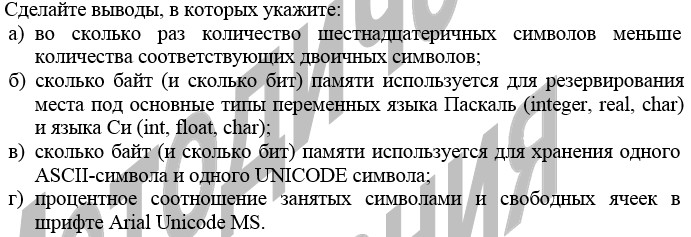 Сделайте выводы, в которых укажите:
а) во сколько раз количество шестнадцатеричных символов меньше
количества соответствующих двоичных символов;
б) сколько байт (и сколько бит) памяти используется для резервирования
места под основные типы переменных языка Паскаль (integer, real, char)
и языка Си (int, float, char);
в) сколько байт (и сколько бит) памяти используется для хранения одного
ASCII-символа и одного UNICODE символа;
г) процентное соотношение занятых символами и свободных ячеек в
шрифте Arial Unicode MS.